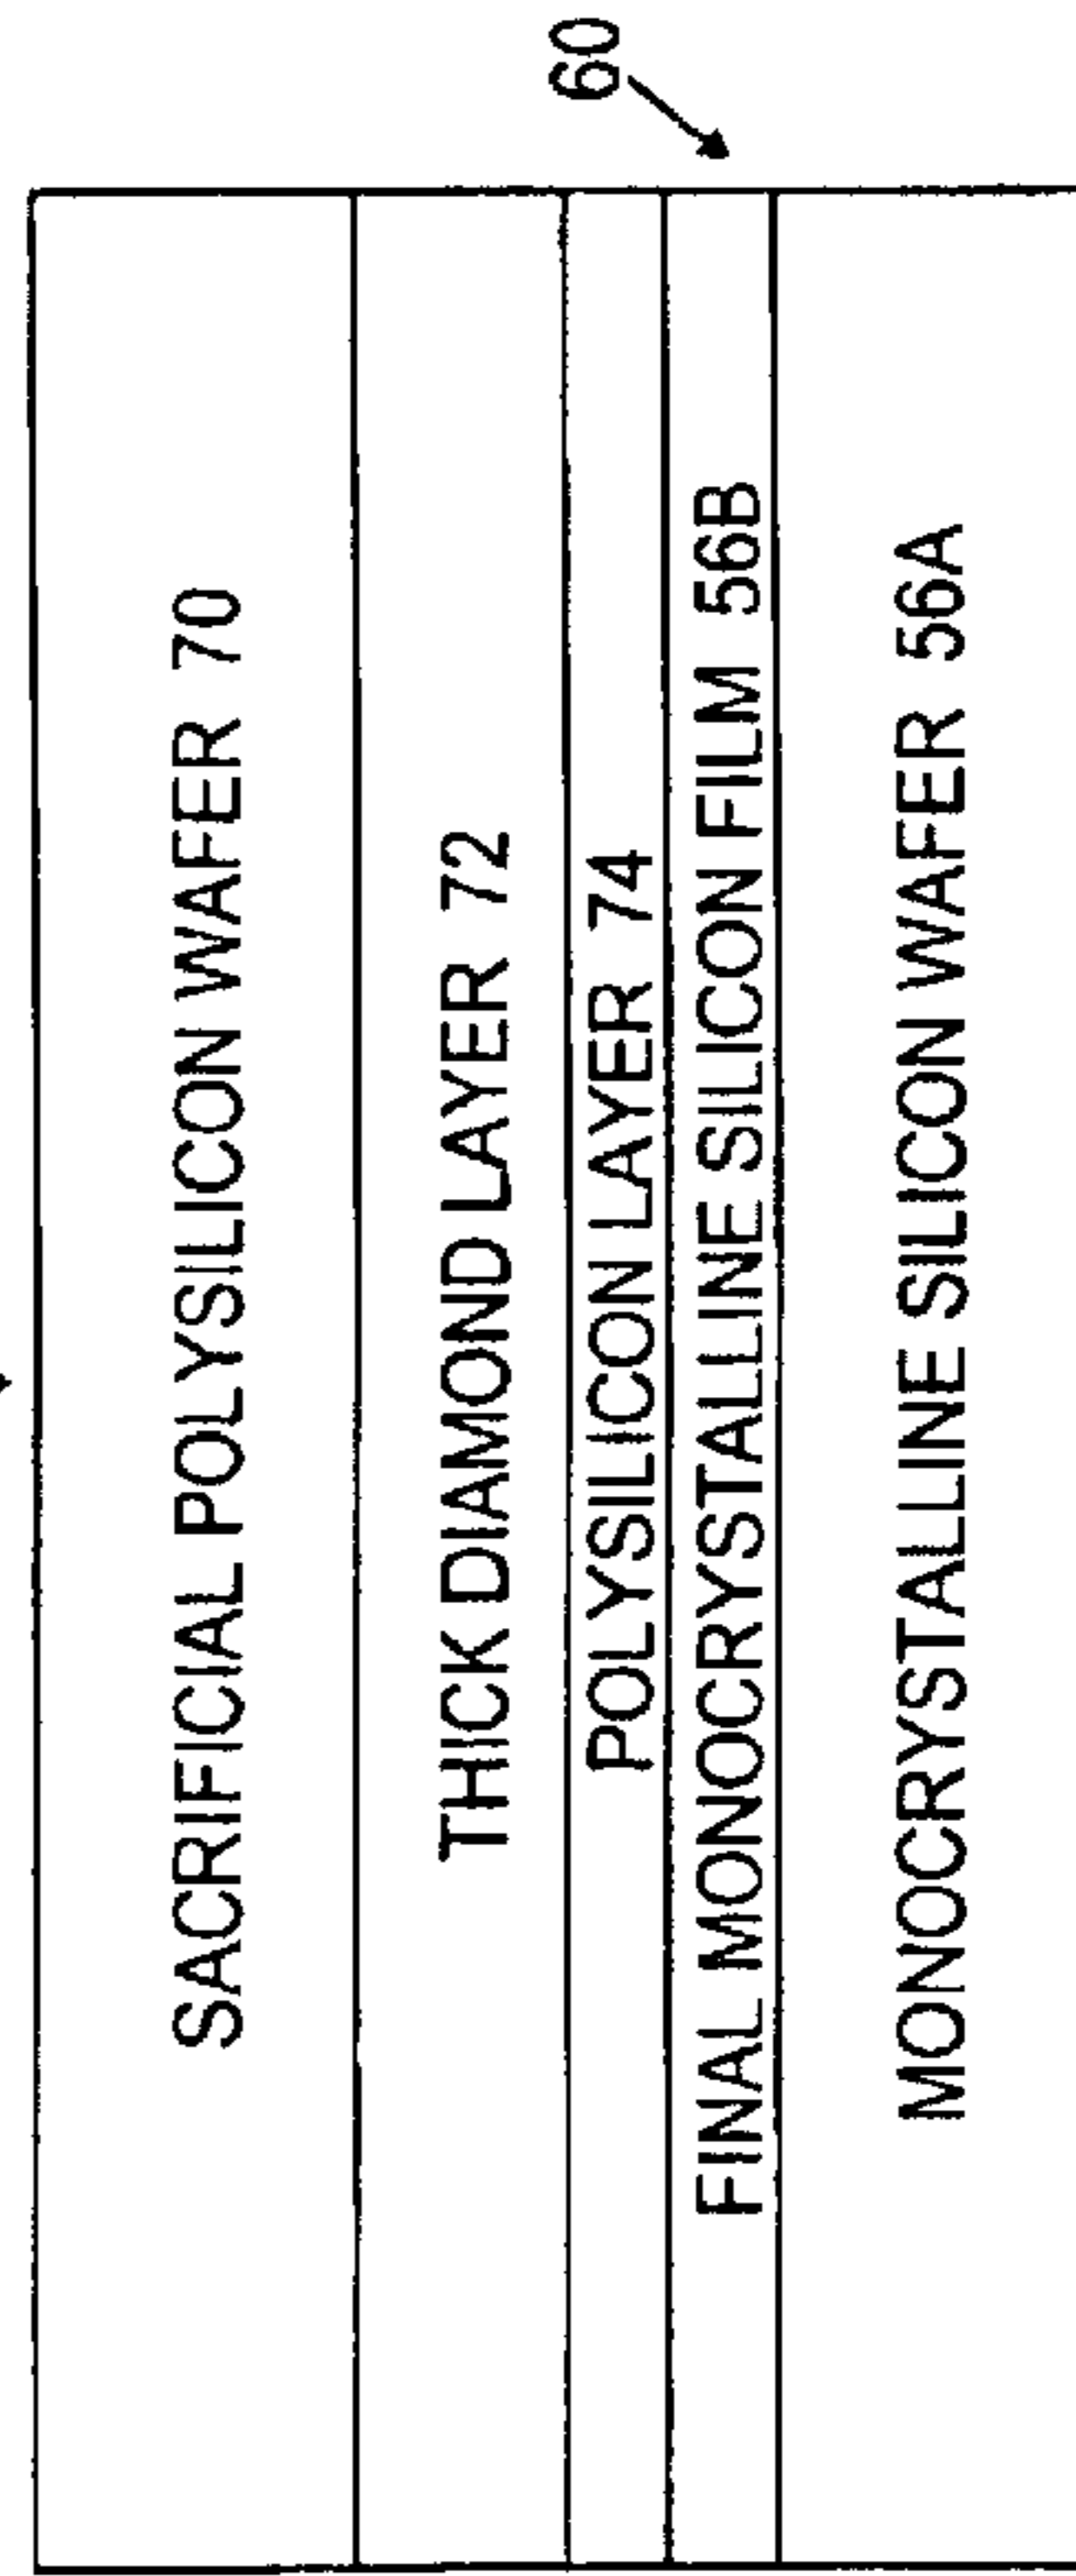 60
SACRIFICIAL POLYSILICON WAFER 70
THICK DIAMOND LAYER 72
POLYSILICON LAYER 74
FINAL MONOCRYSTALLINE SILICON FILM 56B
MONOCRYSTALLINE SILICON WAFER 56A